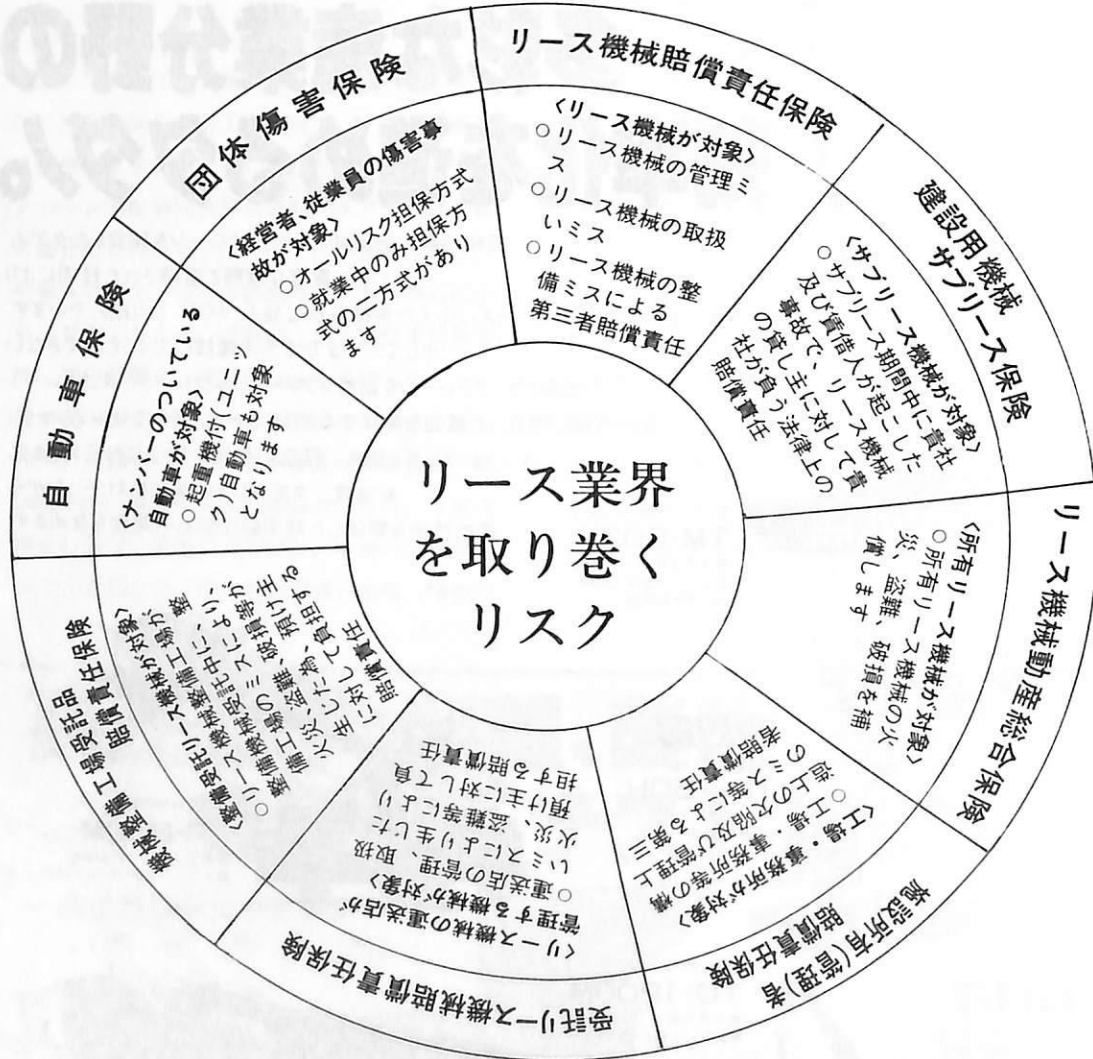 リース業界
を取り巻く
リスク
リース機械賠償責任保険
〈リース機械が対象〉
○リース機械の管理ミ
ス
○リース機械の取扱
いミス
○リース機械の整
備ミスによる
第三者賠償責任
建設用機械
サブリース保険
〈サブリース機械が対象〉
○サブリース期間中に貴社
及び賃借人が起こした
事故で、リース機械
の貸し主に対して貴
社が負う法律上の
賠償責任
リース機械動産総合保険
〈所有リース機械が対象〉
○所有リース機械の火
災、盗難、破損を補
償します
施設所有(管理)者
賠償責任保険
〈工場・事務所が対象〉
○工場・事務所等の構
造上の欠陥及び管理上
のミス等による第三
者賠償責任
受託リース機械賠償責任保険
〈リース機械の運送店が
管理する機械が対象〉
○運送店の管理、取扱
いミスにより生じた
火災、盗難等により
預け主に対して負
担する賠償責任
機械整備工場受託品
賠償責任保険
〈整備受託リース機械が対象〉
○リース機械整備工場が
整備機械受託中に、整
備工場のミスにより、
火災、盗難、破損等が
生じた為、預け主
に対して負担する
賠償責任
自動車保険
〈ナンバーのついている
自動車が対象〉
○起重機付(ユニッ
ク)自動車も対象
となります
団体傷害保険
〈経営者、従業員の傷害事
故が対象〉
○オールリスク担保方式
○就業中のみ担保方
式の二方式があり
ます